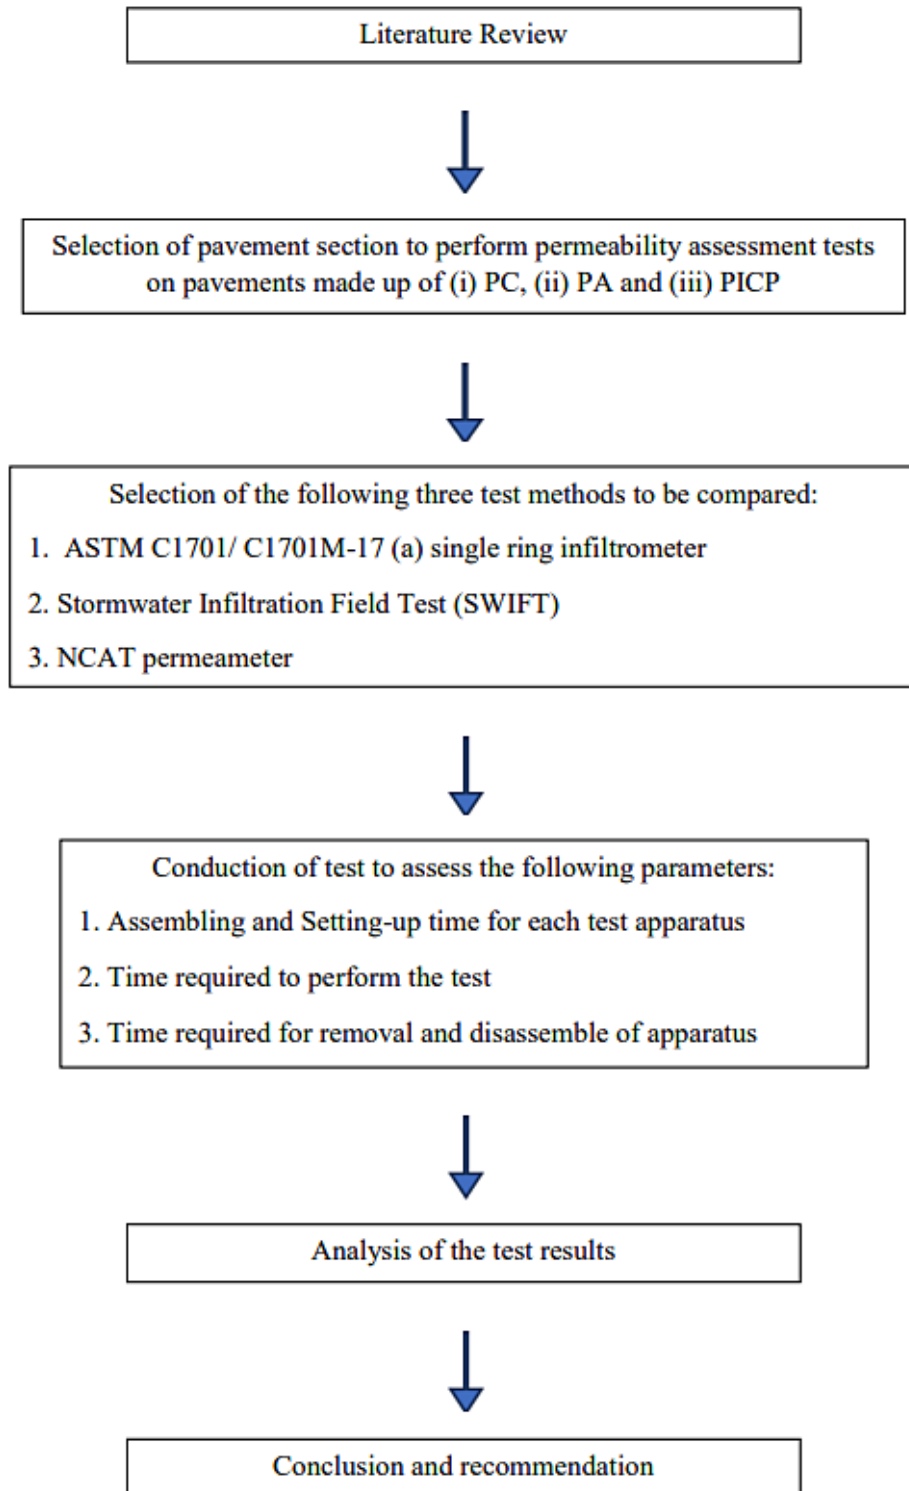 Literature Review
Selection of pavement section to perform permeability assessment tests
on pavements made up of (i) PC, (ii) PA and (iii) PICP
Selection of the following three test methods to be compared:
1. ASTM C1701/ C1701M-17 (a) single ring infiltrometer
2. Stormwater Infiltration Field Test (SWIFT)
3. NCAT permeameter
Conduction of test to assess the following parameters:
1. Assembling and Setting-up time for each test apparatus
2. Time required to perform the test
3. Time required for removal and disassemble of apparatus
Analysis of the test results
Conclusion and recommendation